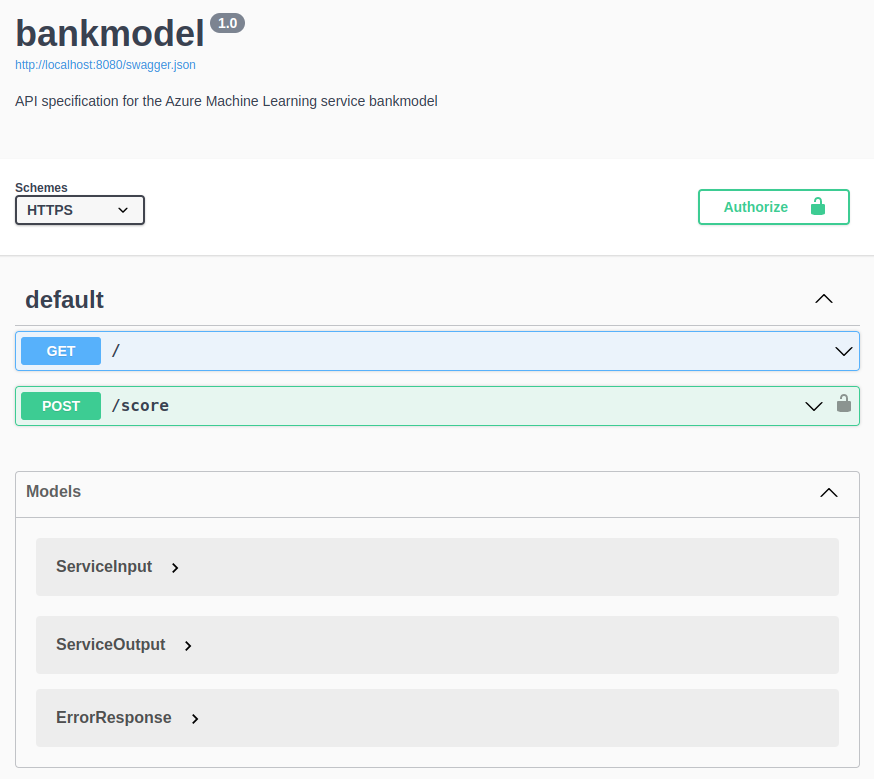 bankmodel 1.0
http://localhost:8080/swagger.json
API specification for the Azure Machine Learning service bankmodel
Schemes
HTTPS
Authorize
default
GET /
POST /score
Models
ServiceInput
ServiceOutput
ErrorResponse